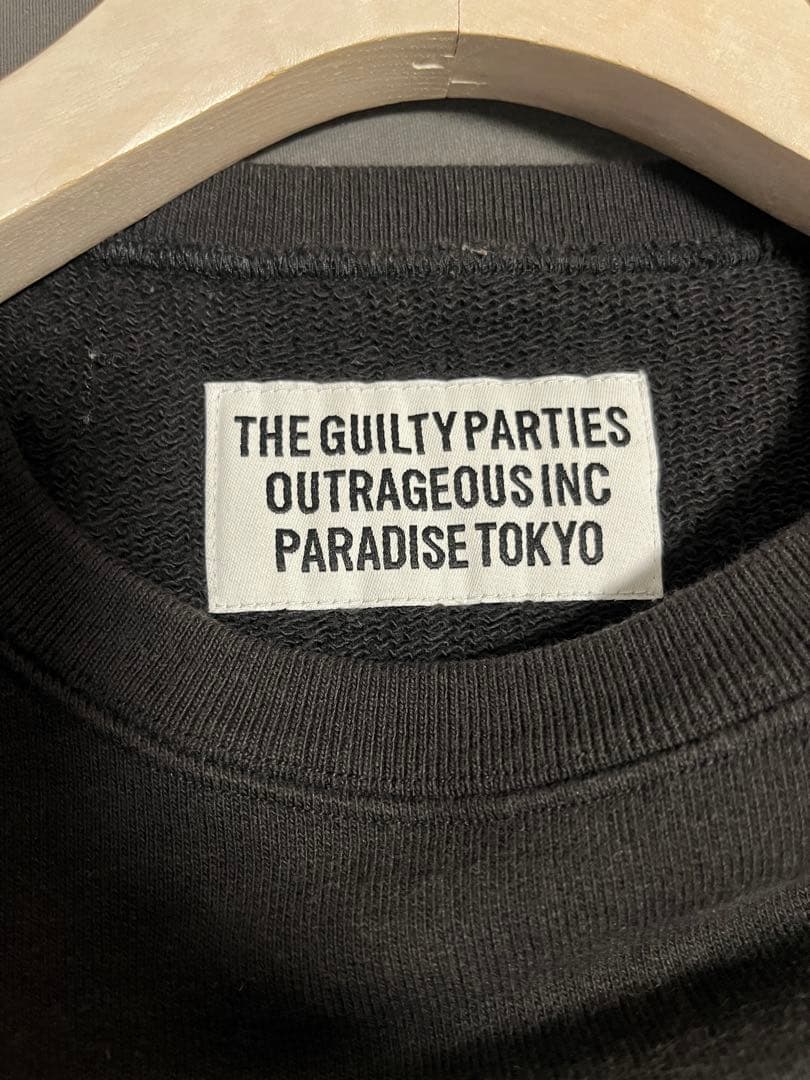 THE GUILTY PARTIES
OUTRAGEOUS INC
PARADISE TOKYO